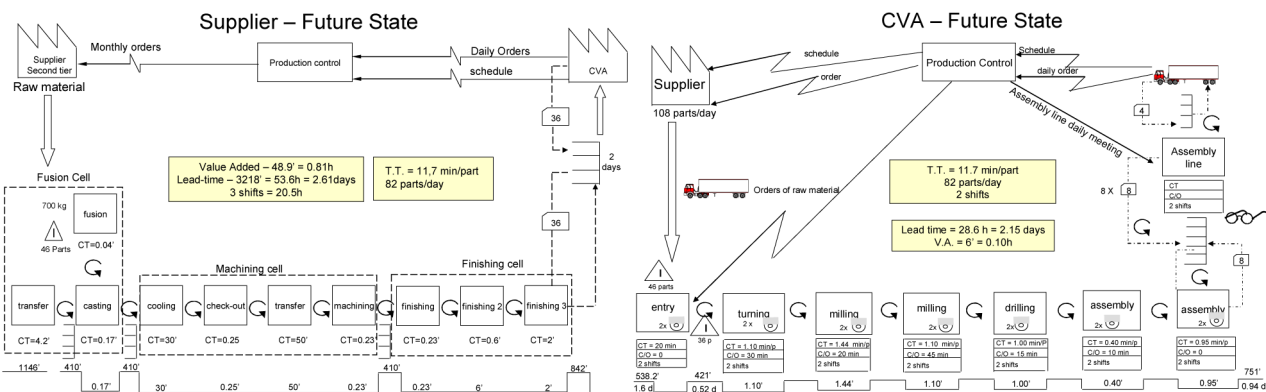 Supplier – Future State
Supplier
Second tier
Raw material
Monthly orders
Production control
Daily Orders
schedule
CVA
36
2
days
36
Value Added – 48.9' = 0.81h
Lead-time – 3218' = 53.6h = 2.61days
3 shifts = 20.5h
T.T. = 11,7 min/part
82 parts/day
Fusion Cell
700 kg
fusion
I
46 Parts
CT=0.04'
Machining cell
Finishing cell
transfer
casting
cooling
check-out
transfer
machining
finishing
finishing 2
finishing 3
CT=4.2'
CT=0.17'
CT=30'
CT=0.25
CT=50'
CT=0.23
CT=0.23'
CT=0.6'
CT=2'
1146'
410'
410'
410'
842'
0.17'
30'
0.25'
50'
0.23'
0.23'
6'
2'
CVA – Future State
Supplier
108 parts/day
schedule
order
Production Control
Schedule
daily order
4
Assembly line daily meeting
Assembly
line
CT
C/O
2 shifts
8 X
8
8
T.T. = 11.7 min/part
82 parts/day
2 shifts
Orders of raw material
Lead time = 28.6 h = 2.15 days
V.A. = 6' = 0.10h
I
46 parts
entry
2x
I
36 p
turning
2 x
milling
2x
milling
2x
drilling
2x
assembly
2x
assembly
2x
CT = 20 min
C/O = 0
2 shifts
CT = 1.10 min/p
C/O = 30 min
2 shifts
CT = 1.44 min/p
C/O = 20 min
2 shifts
CT = 1.10 min/p
C/O = 45 min
2 shifts
CT = 1.00 min/P
C/O = 15 min
2 shifts
CT = 0.40 min/p
C/O = 10 min
2 shifts
CT = 0.95 min/p
C/O = 0
2 shifts
538.2'
421'
751'
1.6 d
0.52 d
1.10'
1.44'
1.10'
1.00'
0.40'
0.95'
0.94 d